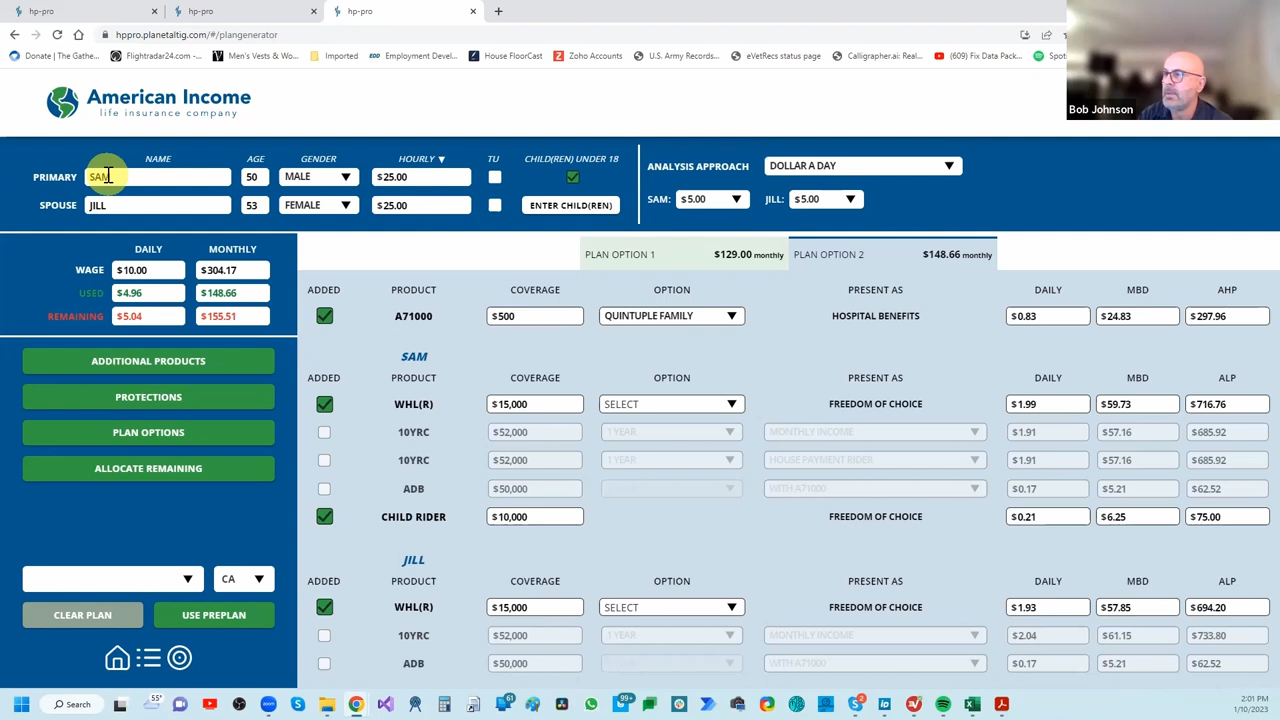 hp-pro
hp-pro
hp-pro
hppro.planetaltig.com/#/plangenerator
Donate | The Gathe...
Flightradar24.com -...
Men's Vests & Wo...
Imported
EDD Employment Devel...
House FloorCast
Zoho Accounts
U.S. Army Records...
eVetRecs status page
Calligrapher.ai: Real...
(609) Fix Data Pack...
Spot
American Income
life insurance company
Bob Johnson
NAME AGE GENDER HOURLY ▼ TU CHILD(REN) UNDER 18
PRIMARY SAM 50 MALE $25.00
SPOUSE JILL 53 FEMALE $25.00 ENTER CHILD(REN)
ANALYSIS APPROACH DOLLAR A DAY
SAM: $5.00 JILL: $5.00
DAILY MONTHLY
WAGE $10.00 $304.17
USED $4.96 $148.66
REMAINING $5.04 $155.51
ADDITIONAL PRODUCTS
PROTECTIONS
PLAN OPTIONS
ALLOCATE REMAINING
CA
CLEAR PLAN USE PREPLAN
PLAN OPTION 1 $129.00 monthly PLAN OPTION 2 $148.66 monthly
ADDED PRODUCT COVERAGE OPTION PRESENT AS DAILY MBD AHP
A71000 $500 QUINTUPLE FAMILY HOSPITAL BENEFITS $0.83 $24.83 $297.96
SAM
ADDED PRODUCT COVERAGE OPTION PRESENT AS DAILY MBD ALP
WHL(R) $15,000 SELECT FREEDOM OF CHOICE $1.99 $59.73 $716.76
10YRC $52,000 1 YEAR MONTHLY INCOME $1.91 $57.16 $685.92
10YRC $52,000 1 YEAR HOUSE PAYMENT RIDER $1.91 $57.16 $685.92
ADB $50,000 WITH A71000 $0.17 $5.21 $62.52
CHILD RIDER $10,000 FREEDOM OF CHOICE $0.21 $6.25 $75.00
JILL
ADDED PRODUCT COVERAGE OPTION PRESENT AS DAILY MBD ALP
WHL(R) $15,000 SELECT FREEDOM OF CHOICE $1.93 $57.85 $694.20
10YRC $52,000 1 YEAR MONTHLY INCOME $2.04 $61.15 $733.80
ADB $50,000 WITH A71000 $0.17 $5.21 $62.52
Search
55°
61
99+
2
2:01 PM
1/10/2023